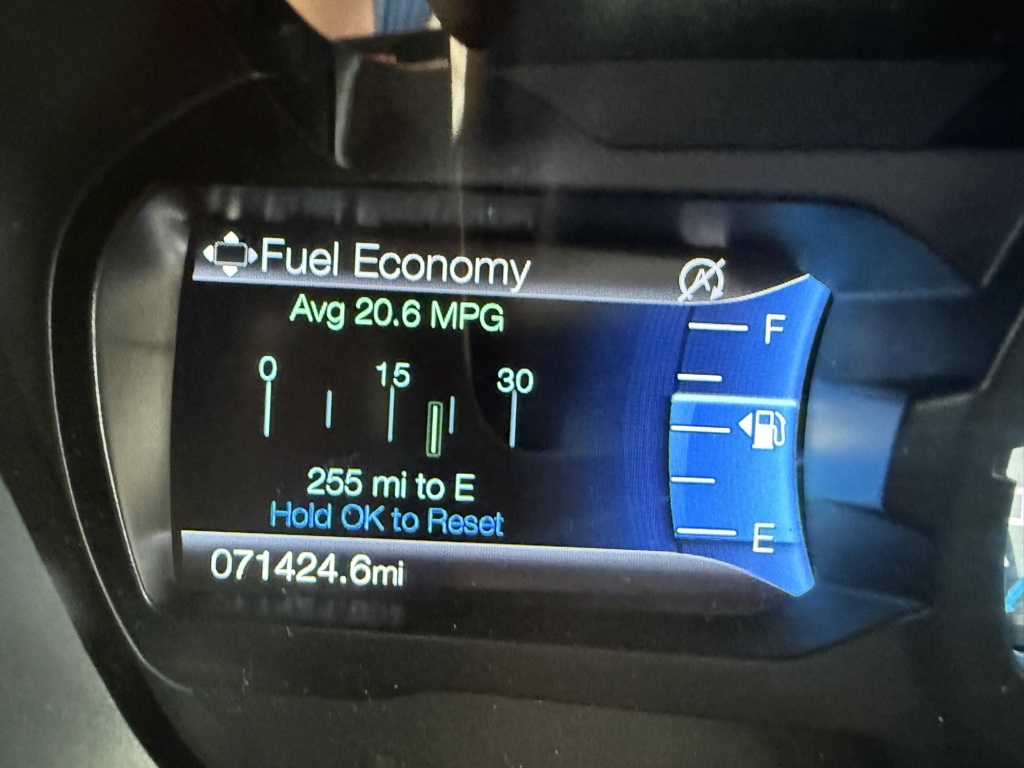 Fuel Economy
Avg 20.6 MPG
0 15 30
255 mi to E
Hold OK to Reset
071424.6mi
A
F
E